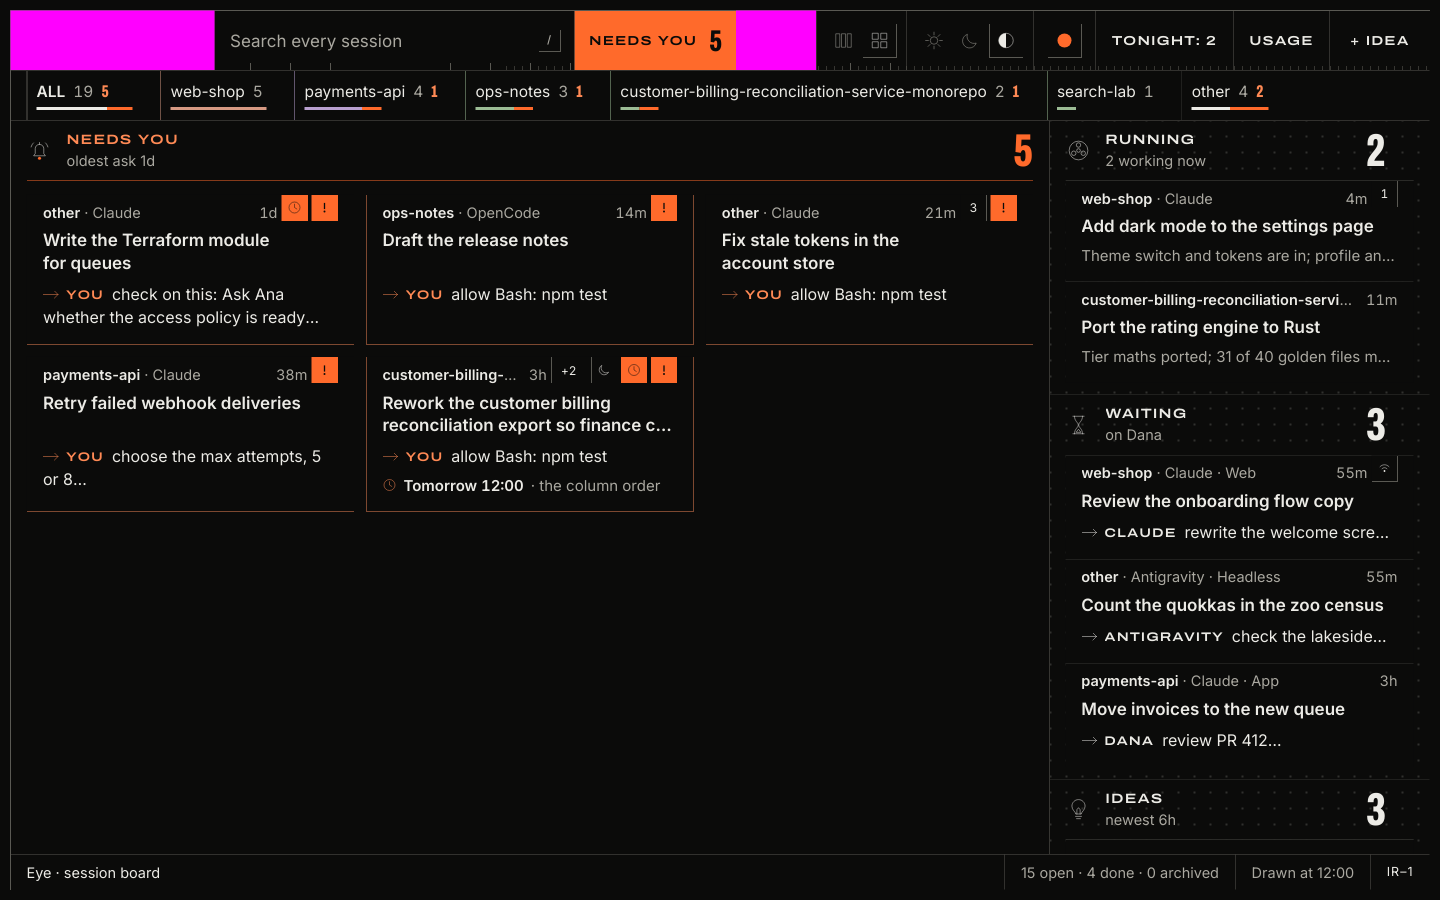 Search every session /
NEEDS YOU 5
TONIGHT: 2
USAGE
+ IDEA
ALL 19 5
web-shop 5
payments-api 4 1
ops-notes 3 1
customer-billing-reconciliation-service-monorepo 2 1
search-lab 1
other 4 2
NEEDS YOU
oldest ask 1d
5
other · Claude 1d !
Write the Terraform module
for queues
→ YOU check on this: Ask Ana
whether the access policy is ready…
ops-notes · OpenCode 14m !
Draft the release notes
→ YOU allow Bash: npm test
other · Claude 21m 3 !
Fix stale tokens in the
account store
→ YOU allow Bash: npm test
payments-api · Claude 38m !
Retry failed webhook deliveries
→ YOU choose the max attempts, 5
or 8…
customer-billing-… 3h +2 !
Rework the customer billing
reconciliation export so finance c…
→ YOU allow Bash: npm test
Tomorrow 12:00 · the column order
RUNNING
2 working now
2
web-shop · Claude 4m 1
Add dark mode to the settings page
Theme switch and tokens are in; profile an…
customer-billing-reconciliation-servi… 11m
Port the rating engine to Rust
Tier maths ported; 31 of 40 golden files m…
WAITING
on Dana
3
web-shop · Claude · Web 55m
Review the onboarding flow copy
→ CLAUDE rewrite the welcome scre…
other · Antigravity · Headless 55m
Count the quokkas in the zoo census
→ ANTIGRAVITY check the lakeside…
payments-api · Claude · App 3h
Move invoices to the new queue
→ DANA review PR 412…
IDEAS
newest 6h
3
Eye · session board
15 open · 4 done · 0 archived
Drawn at 12:00
IR–1